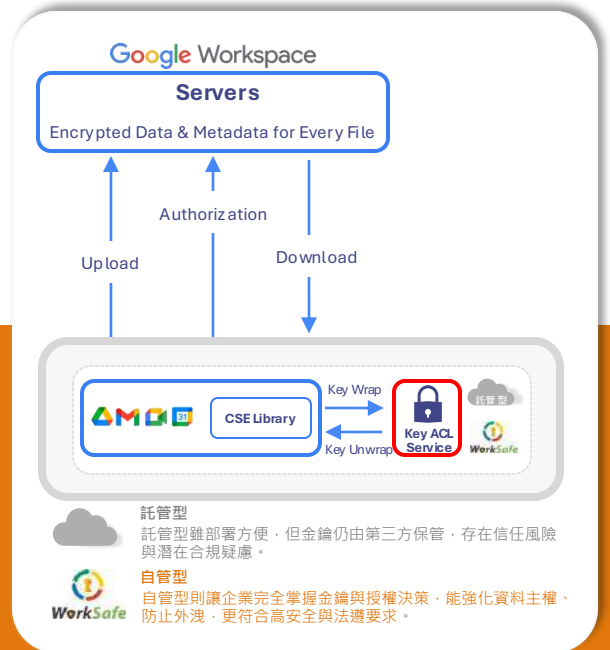 Google Workspace
Servers
Encrypted Data & Metadata for Every File
Authorization
Upload
Download
31
CSE Library
Key Wrap
Key Unwrap
Key ACL
Service
託管型
WorkSafe
託管型
託管型雖部署方便，但金鑰仍由第三方保管，存在信任風險
與潛在合規疑慮。
WorkSafe
自管型
自管型則讓企業完全掌握金鑰與授權決策，能強化資料主權、
防止外洩，更符合高安全與法遵要求。